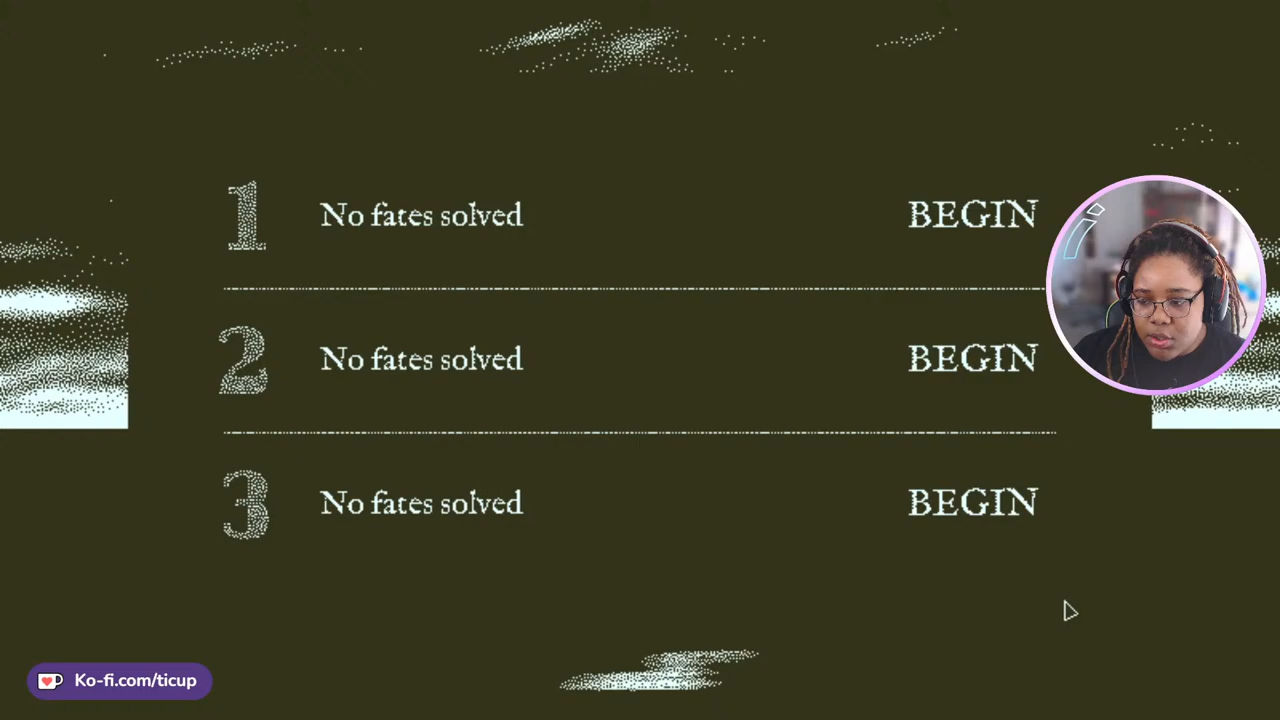 1 No fates solved BEGIN
2 No fates solved BEGIN
3 No fates solved BEGIN
Ko-fi.com/ticup